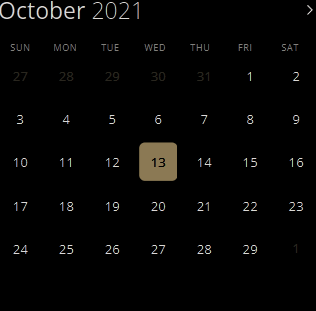 October 2021 >
SUN MON TUE WED THU FRI SAT
27 28 29 30 31 1 2
3 4 5 6 7 8 9
10 11 12 13 14 15 16
17 18 19 20 21 22 23
24 25 26 27 28 29 1